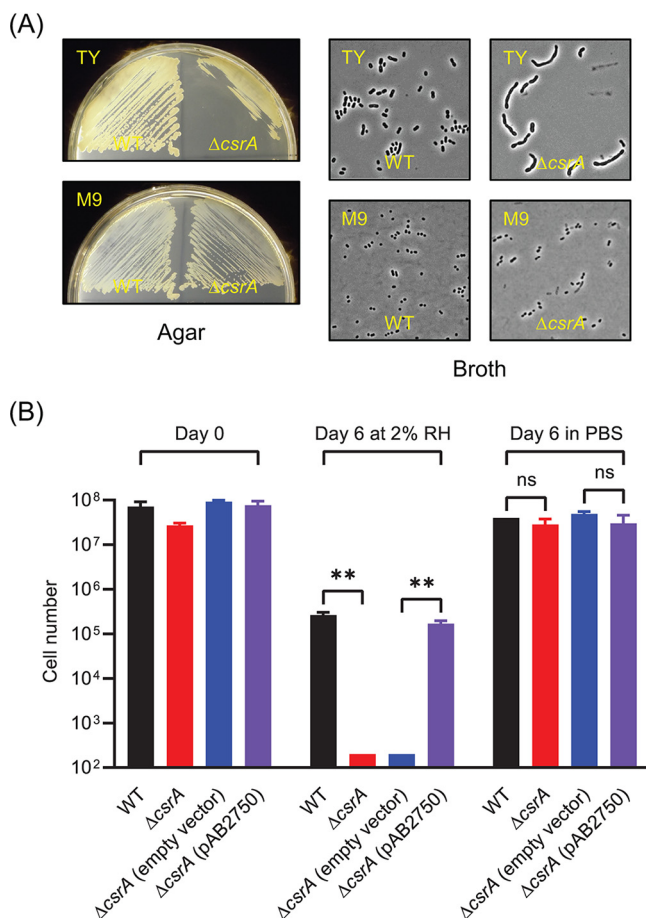 (A)
TY
WT
ΔcsrA
M9
WT
ΔcsrA
Agar
TY
WT
TY
ΔcsrA
M9
WT
M9
ΔcsrA
Broth
(B)
Day 0
Day 6 at 2% RH
Day 6 in PBS
ns
ns
**
**
Cell number
10⁸
10⁷
10⁶
10⁵
10⁴
10³
10²
WT
ΔcsrA
ΔcsrA (empty vector)
ΔcsrA (pAB2750)
WT
ΔcsrA
ΔcsrA (empty vector)
ΔcsrA (pAB2750)
WT
ΔcsrA
ΔcsrA (empty vector)
ΔcsrA (pAB2750)